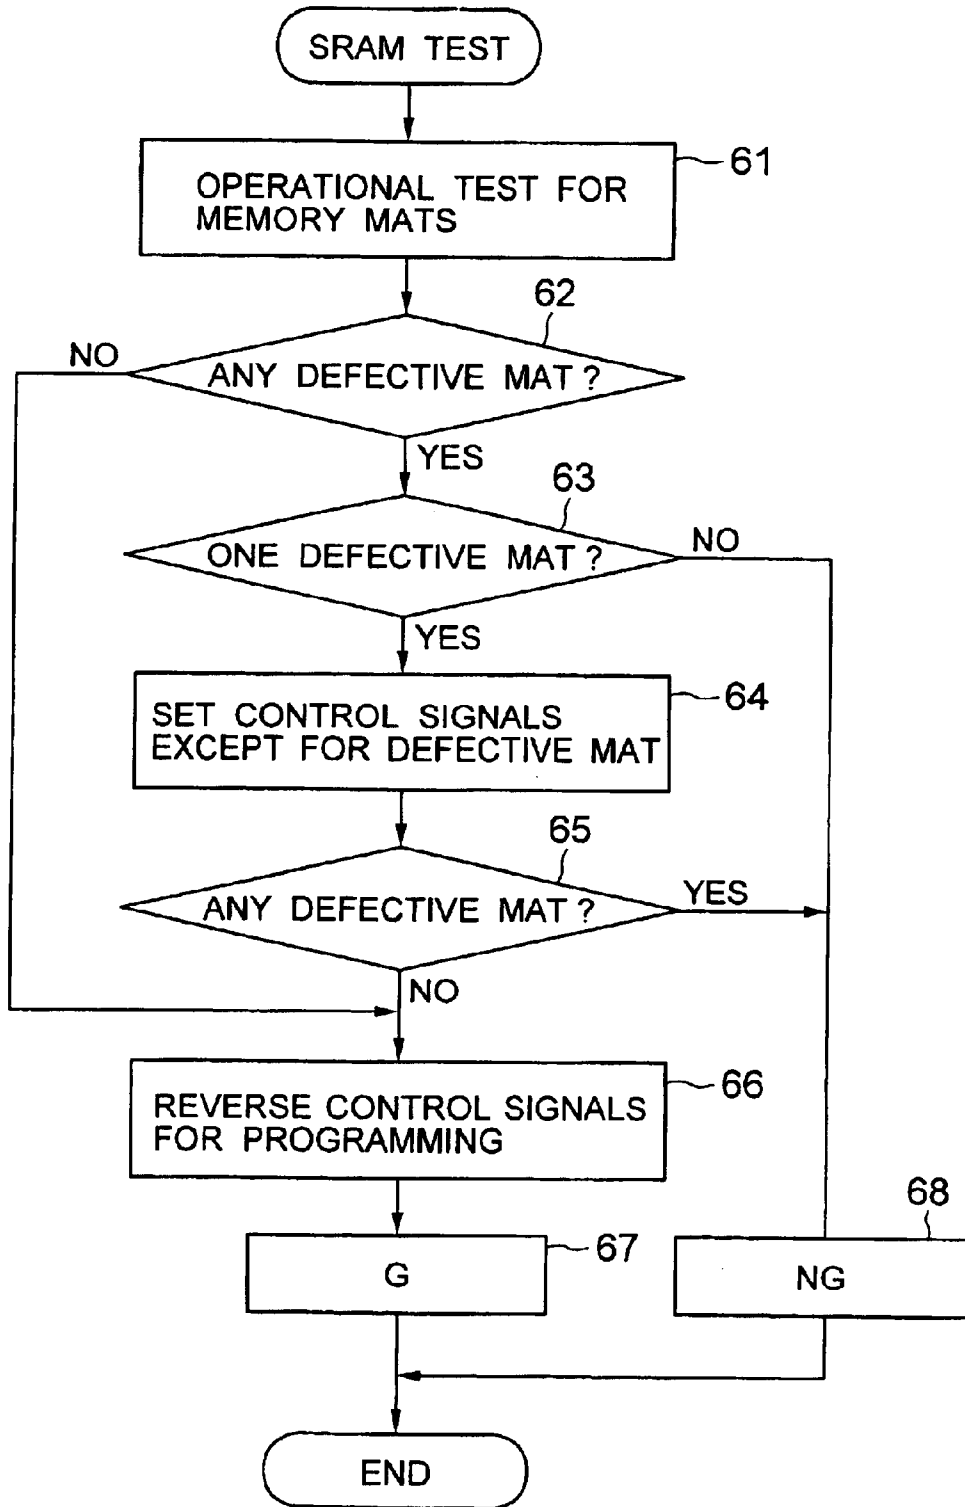 SRAM TEST
61
OPERATIONAL TEST FOR
MEMORY MATS
62
NO
ANY DEFECTIVE MAT ?
YES
63
ONE DEFECTIVE MAT ?
NO
YES
64
SET CONTROL SIGNALS
EXCEPT FOR DEFECTIVE MAT
65
ANY DEFECTIVE MAT ?
YES
NO
66
REVERSE CONTROL SIGNALS
FOR PROGRAMMING
67
G
68
NG
END